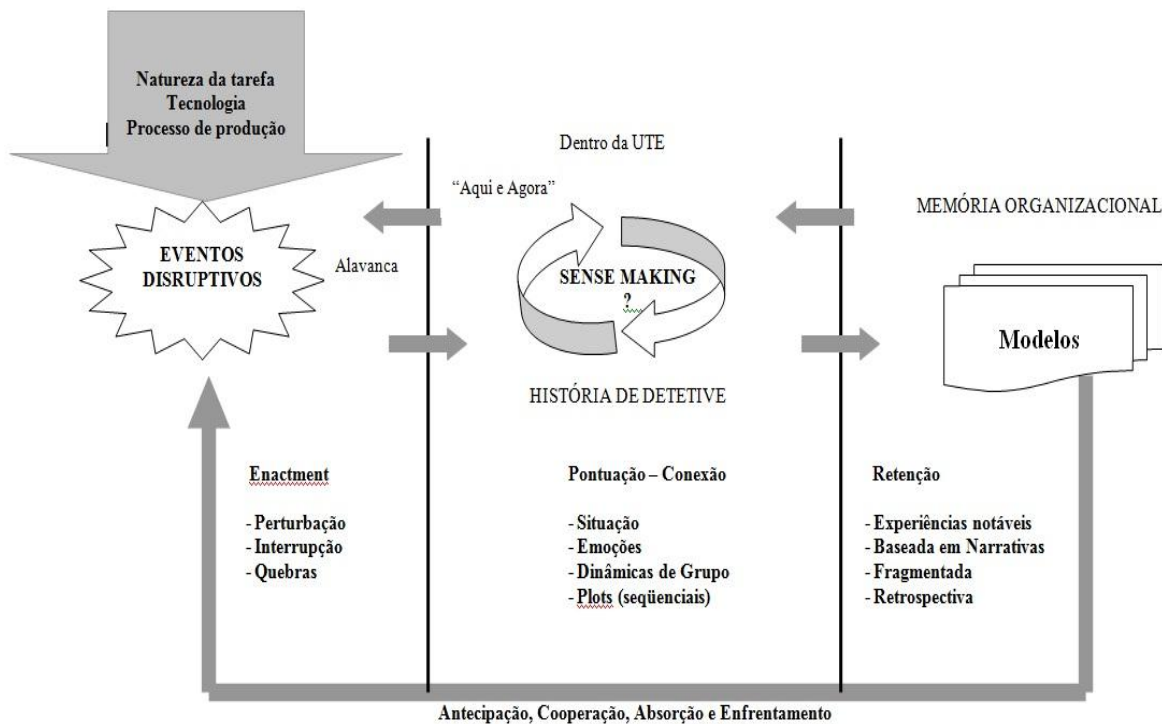 Natureza da tarefa
Tecnologia
Processo de produção
EVENTOS
DISRUPTIVOS
Alavanca
Dentro da UTE
“Aqui e Agora”
SENSE MAKING
?
HISTÓRIA DE DETETIVE
MEMÓRIA ORGANIZACIONAL
Modelos
Enactment
- Perturbação
- Interrupção
- Quebras
Pontuação – Conexão
- Situação
- Emoções
- Dinâmicas de Grupo
- Plots (seqüenciais)
Retenção
- Experiências notáveis
- Baseada em Narrativas
- Fragmentada
- Retrospectiva
Antecipação, Cooperação, Absorção e Enfrentamento